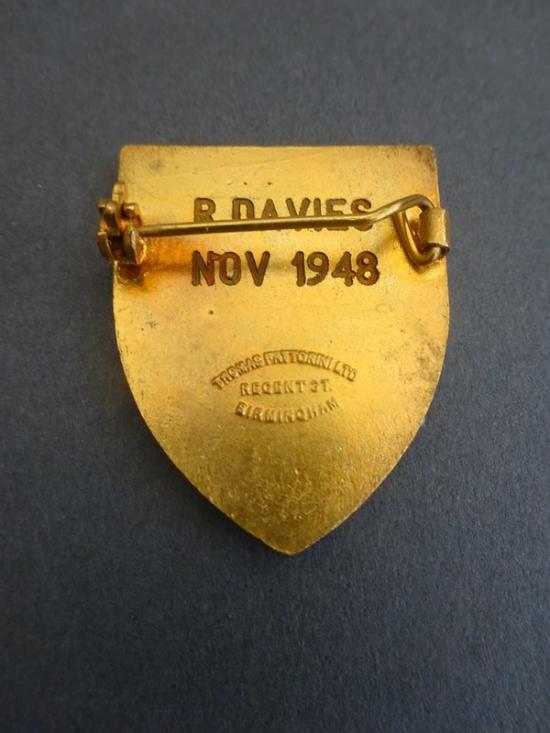 R. DAVIES
NOV 1948
THOMAS FATTORINI LTD
REGENT ST.
BIRMINGHAM